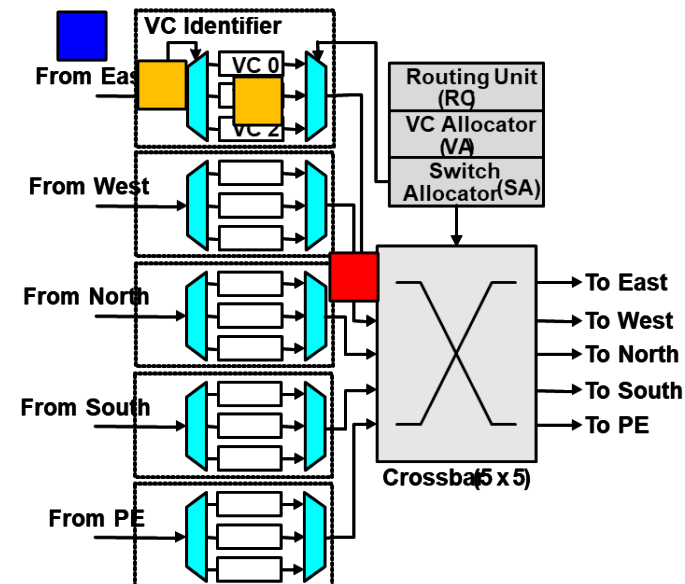 VC Identifier
From Eas
VC 0
VC 2
Routing Unit
(RC)
VC Allocator
(VA)
Switch
Allocator(SA)
From West
From North
From South
From PE
To East
To West
To North
To South
To PE
Crossbar(5 x 5)